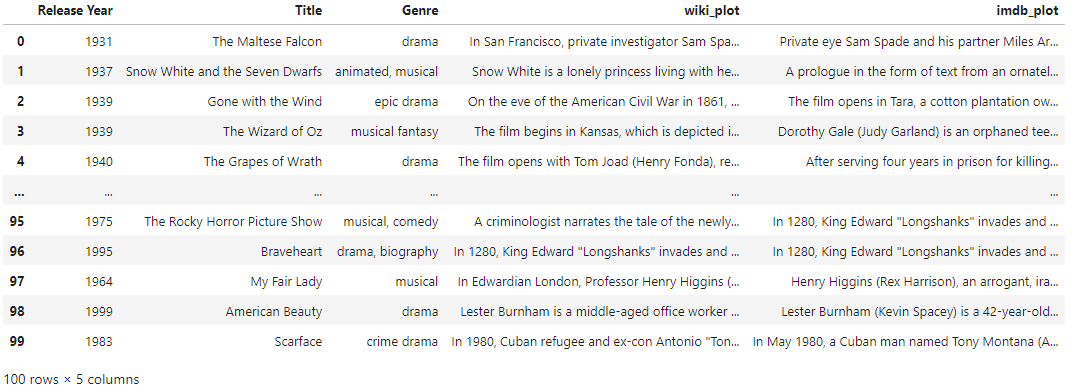 Release Year Title Genre wiki_plot imdb_plot
0 1931 The Maltese Falcon drama In San Francisco, private investigator Sam Spa... Private eye Sam Spade and his partner Miles Ar...
1 1937 Snow White and the Seven Dwarfs animated, musical Snow White is a lonely princess living with he... A prologue in the form of text from an ornatel...
2 1939 Gone with the Wind epic drama On the eve of the American Civil War in 1861, ... The film opens in Tara, a cotton plantation ow...
3 1939 The Wizard of Oz musical fantasy The film begins in Kansas, which is depicted i... Dorothy Gale (Judy Garland) is an orphaned tee...
4 1940 The Grapes of Wrath drama The film opens with Tom Joad (Henry Fonda), re... After serving four years in prison for killing...
... ... ... ... ... ...
95 1975 The Rocky Horror Picture Show musical, comedy A criminologist narrates the tale of the newly... In 1280, King Edward "Longshanks" invades and ...
96 1995 Braveheart drama, biography In 1280, King Edward "Longshanks" invades and ... In 1280, King Edward "Longshanks" invades and ...
97 1964 My Fair Lady musical In Edwardian London, Professor Henry Higgins (... Henry Higgins (Rex Harrison), an arrogant, ira...
98 1999 American Beauty drama Lester Burnham is a middle-aged office worker ... Lester Burnham (Kevin Spacey) is a 42-year-old...
99 1983 Scarface crime drama In 1980, Cuban refugee and ex-con Antonio "Ton... In May 1980, a Cuban man named Tony Montana (A...
100 rows × 5 columns